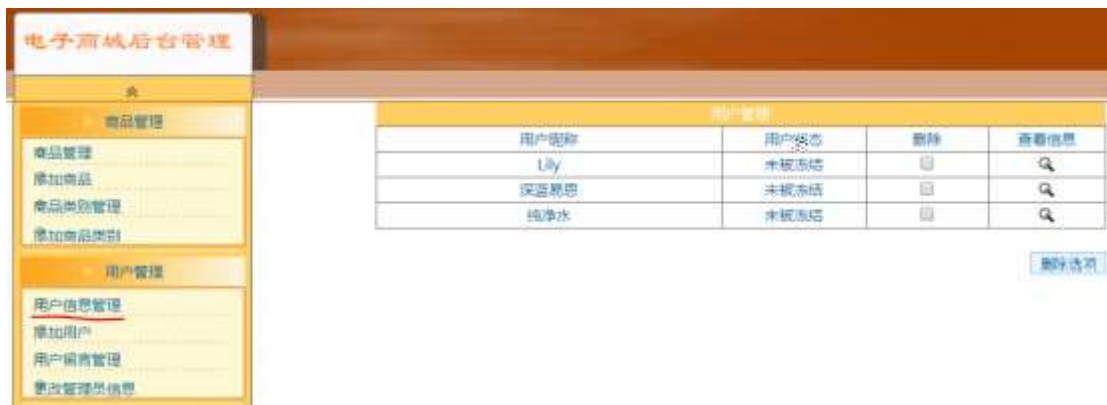 电子商城后台管理
商品管理
商品管理
添加商品
商品类别管理
添加商品类别
用户管理
用户信息管理
添加用户
用户留言管理
更改管理员信息
用户管理
用户昵称 用户状态 删除 查看信息
Lily 未被冻结
深蓝易思 未被冻结
纯净水 未被冻结
删除选项